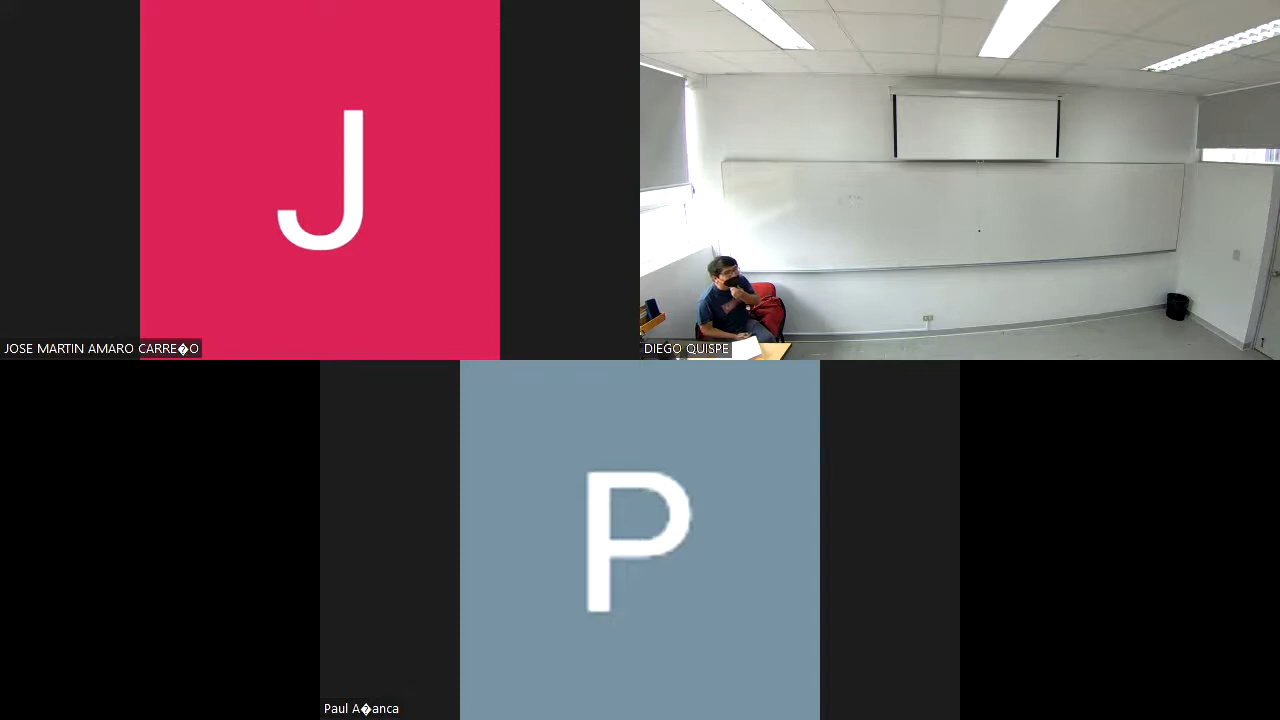 J
JOSE MARTIN AMARO CARRE�O
DIEGO QUISPE
P
Paul A�anca